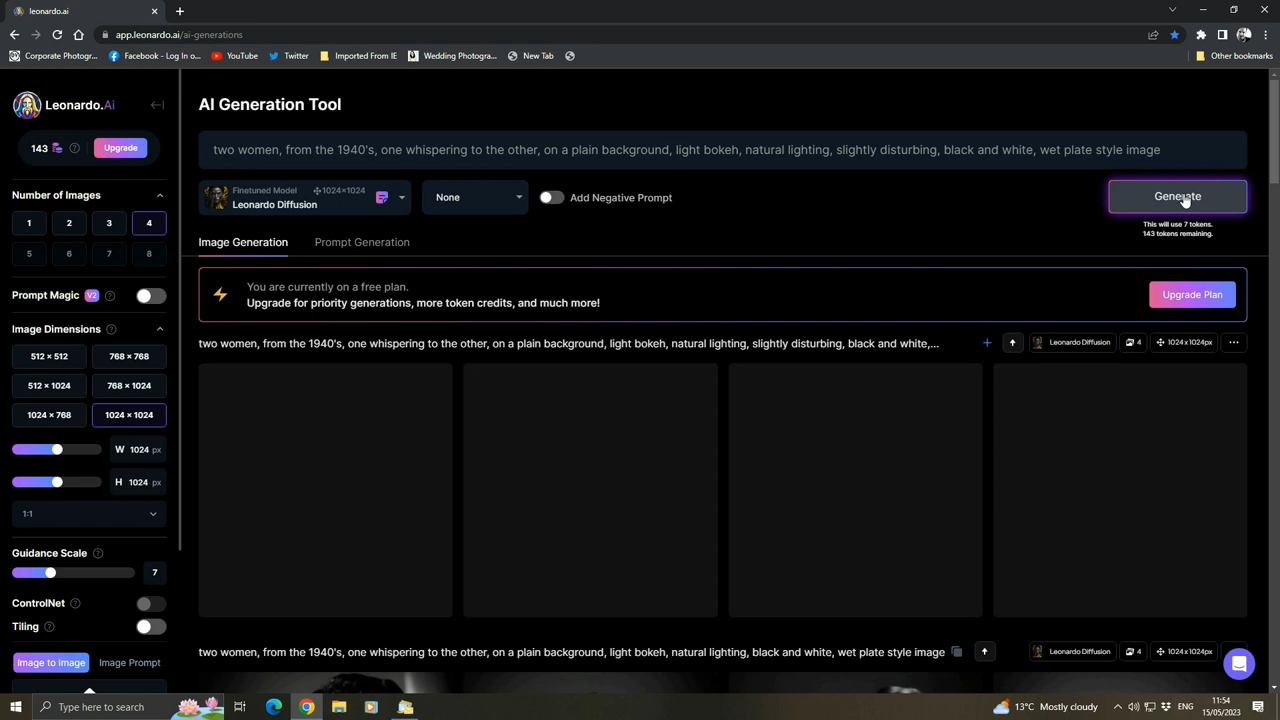 leonardo.ai
app.leonardo.ai/ai-generations
Corporate Photogr... Facebook - Log In o... YouTube Twitter Imported From IE Wedding Photogra... New Tab Other bookmarks
Leonardo.Ai
143 Upgrade
Number of Images
1 2 3 4
5 6 7 8
Prompt Magic V2
Image Dimensions
512 × 512 768 × 768
512 × 1024 768 × 1024
1024 × 768 1024 × 1024
W 1024 px
H 1024 px
1:1
Guidance Scale
7
ControlNet
Tiling
Image to Image Image Prompt
AI Generation Tool
two women, from the 1940's, one whispering to the other, on a plain background, light bokeh, natural lighting, slightly disturbing, black and white, wet plate style image
Finetuned Model 1024×1024
Leonardo Diffusion
None
Add Negative Prompt
Generate
This will use 7 tokens.
143 tokens remaining.
Image Generation Prompt Generation
You are currently on a free plan.
Upgrade for priority generations, more token credits, and much more!
Upgrade Plan
two women, from the 1940's, one whispering to the other, on a plain background, light bokeh, natural lighting, slightly disturbing, black and white,... Leonardo Diffusion 4 1024x1024px
two women, from the 1940's, one whispering to the other, on a plain background, light bokeh, natural lighting, black and white, wet plate style image Leonardo Diffusion 4 1024x1024px
Type here to search
13°C Mostly cloudy
11:54
15/05/2023